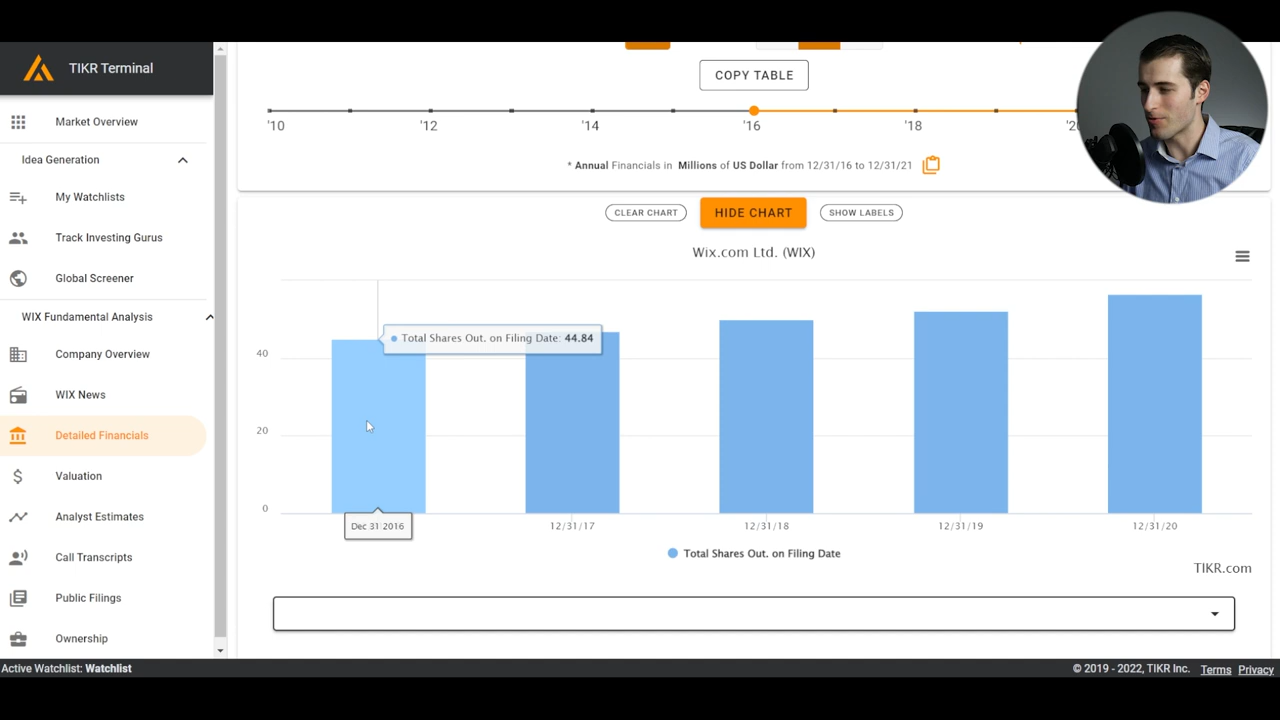 TIKR Terminal
Market Overview
Idea Generation
My Watchlists
Track Investing Gurus
Global Screener
WIX Fundamental Analysis
Company Overview
WIX News
Detailed Financials
Valuation
Analyst Estimates
Call Transcripts
Public Filings
Ownership
COPY TABLE
'10 '12 '14 '16 '18
* Annual Financials in Millions of US Dollar from 12/31/16 to 12/31/21
CLEAR CHART HIDE CHART SHOW LABELS
Wix.com Ltd. (WIX)
Total Shares Out. on Filing Date: 44.84
40
20
0
Dec 31 2016 12/31/17 12/31/18 12/31/19 12/31/20
Total Shares Out. on Filing Date
TIKR.com
Active Watchlist: Watchlist
© 2019 - 2022, TIKR Inc. Terms Privacy